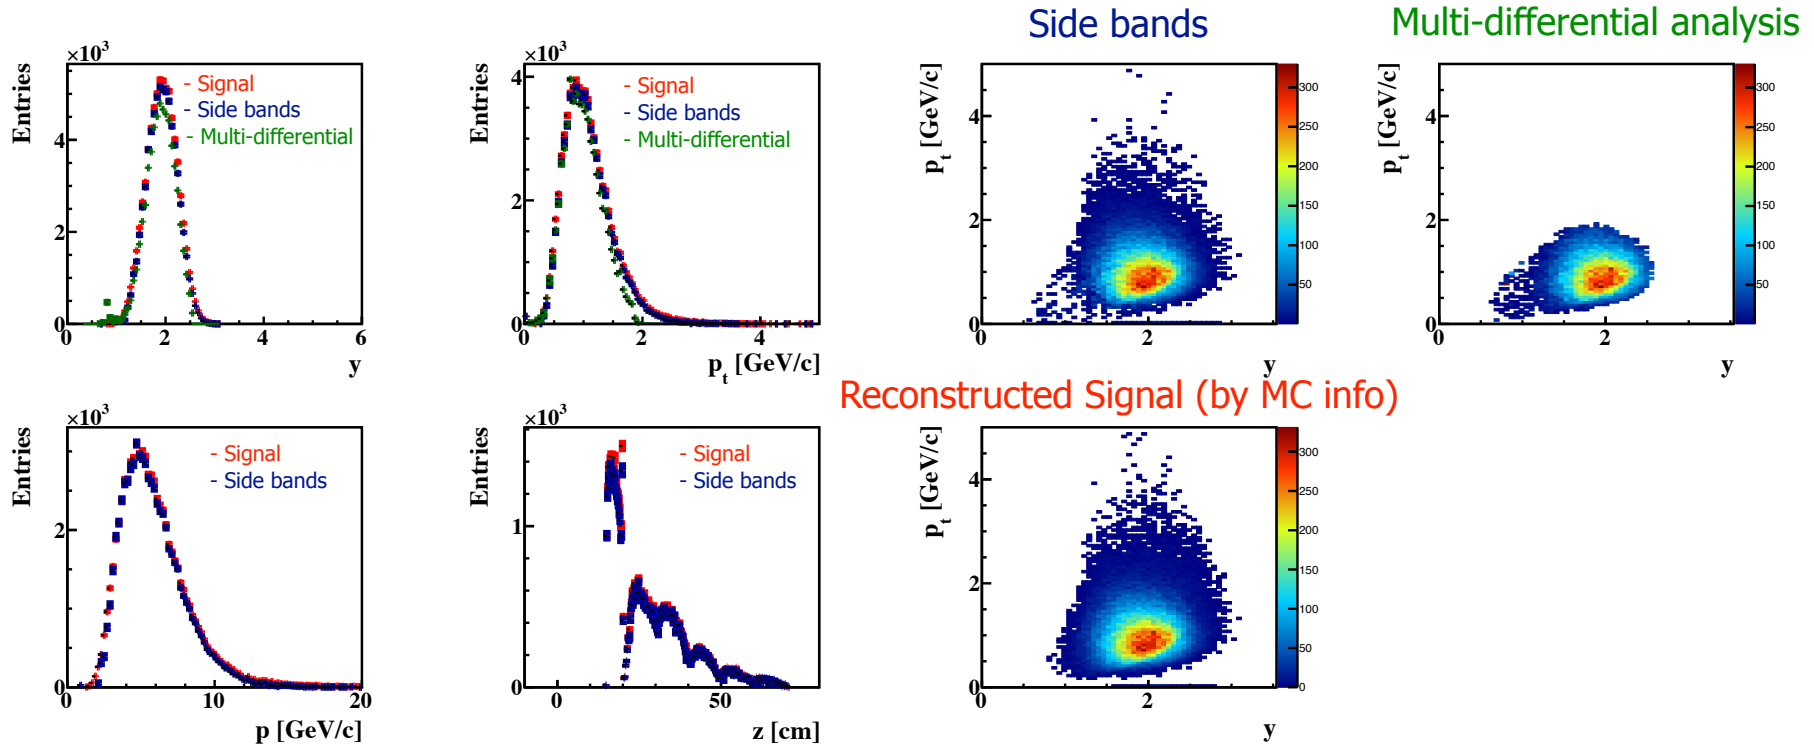 Side bands
Multi-differential analysis
×10³
Entries
- Signal
- Side bands
- Multi-differential
4
2
0
0 2 4 6
y
×10³
Entries
- Signal
- Side bands
- Multi-differential
4
2
0
0 2 4
pₜ [GeV/c]
pₜ [GeV/c]
4
2
0
0 2
y
300
250
200
150
100
50
pₜ [GeV/c]
4
2
0
0 2
y
300
250
200
150
100
50
Reconstructed Signal (by MC info)
×10³
Entries
- Signal
- Side bands
2
0
0 10 20
p [GeV/c]
×10³
Entries
- Signal
- Side bands
1
0
0 50
z [cm]
pₜ [GeV/c]
4
2
0
0 2
y
300
250
200
150
100
50
0